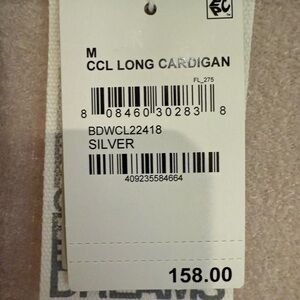 M
CCL LONG CARDIGAN
FL_275
8 08460 30283 8
BDWCL22418
SILVER
409235584664
158.00